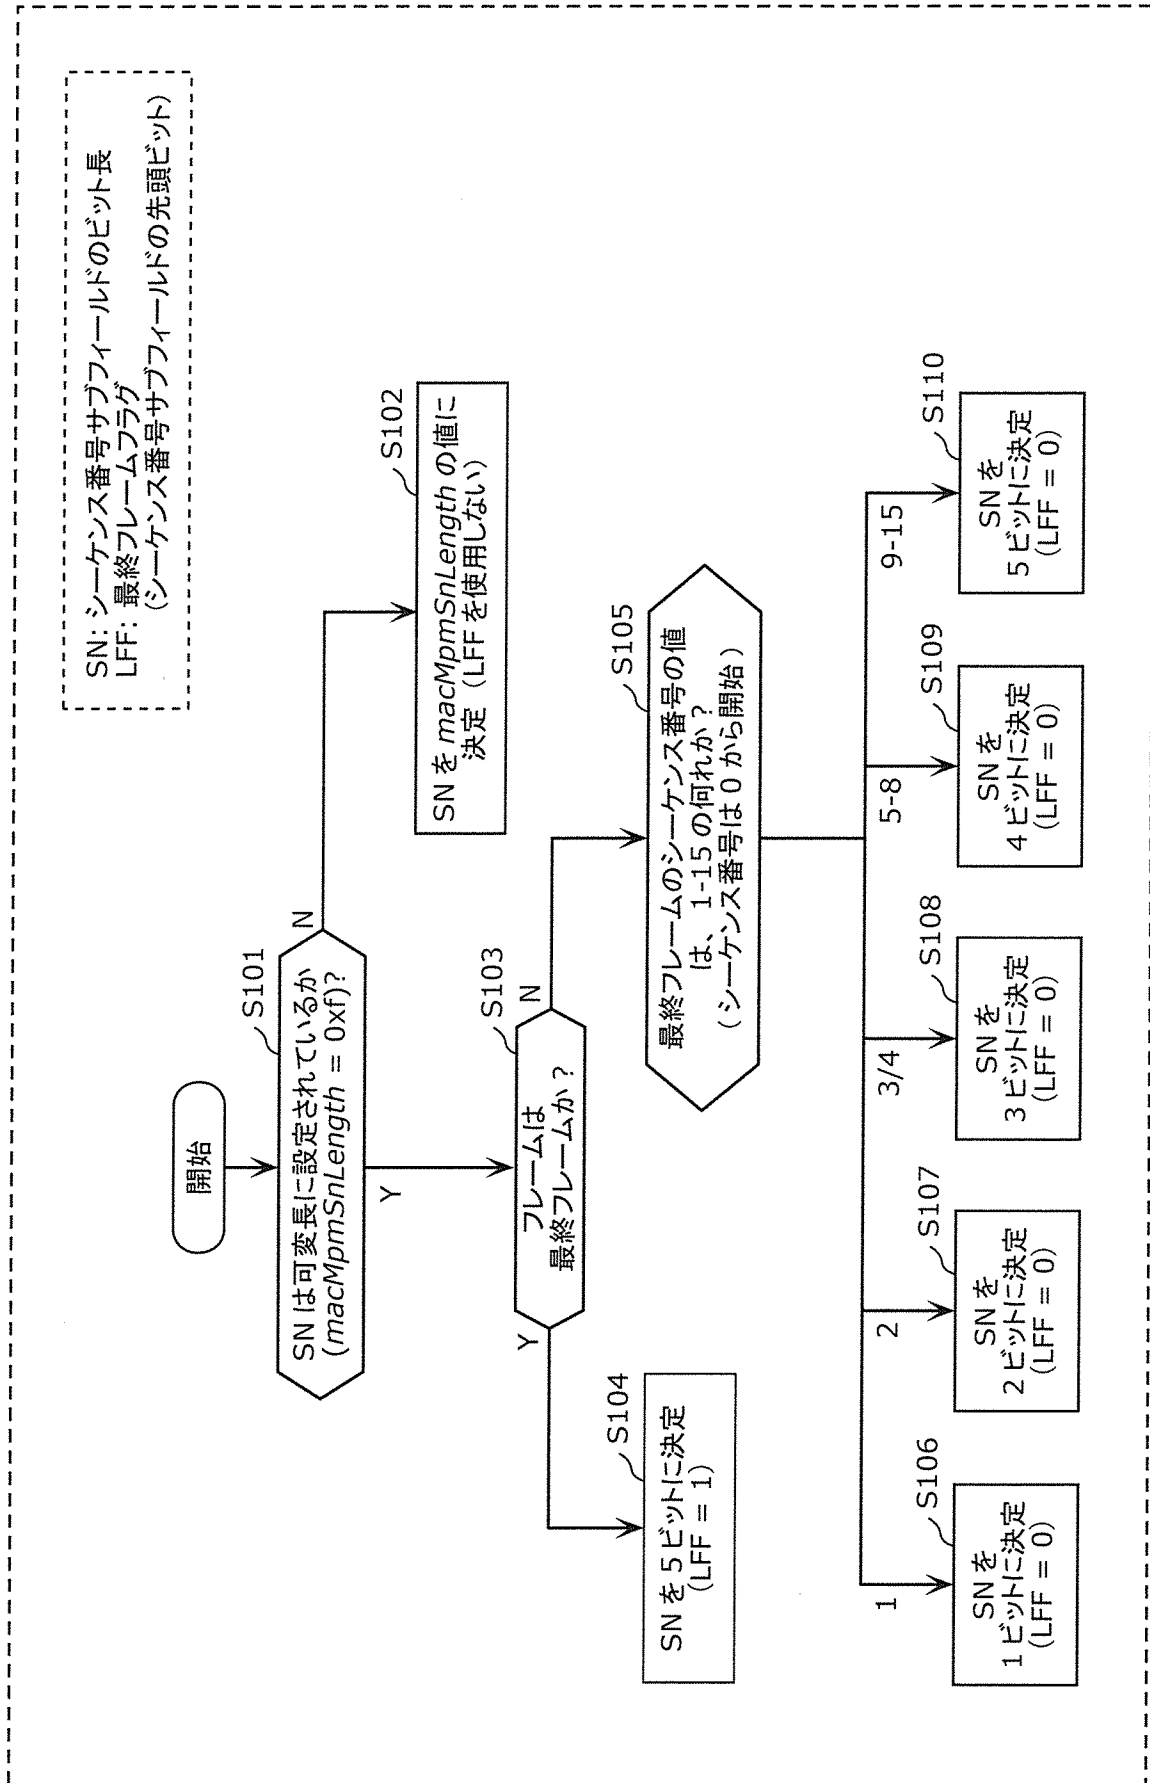 SN: シーケンス番号サブフィールドのビット長
LFF: 最終フレームフラグ
(シーケンス番号サブフィールドの先頭ビット)
開始
S101
SN は可変長に設定されているか
(macMpmSnLength = 0xf)?
N
Y
S102
SN を macMpmSnLength の値に
決定 (LFF を使用しない)
S103
フレームは
最終フレームか?
Y
N
S104
SN を 5 ビットに決定
(LFF = 1)
S105
最終フレームのシーケンス番号の値
は、1-15 の何れか?
(シーケンス番号は 0 から開始)
1
2
3/4
5-8
9-15
S106
SN を
1 ビットに決定
(LFF = 0)
S107
SN を
2 ビットに決定
(LFF = 0)
S108
SN を
3 ビットに決定
(LFF = 0)
S109
SN を
4 ビットに決定
(LFF = 0)
S110
SN を
5 ビットに決定
(LFF = 0)